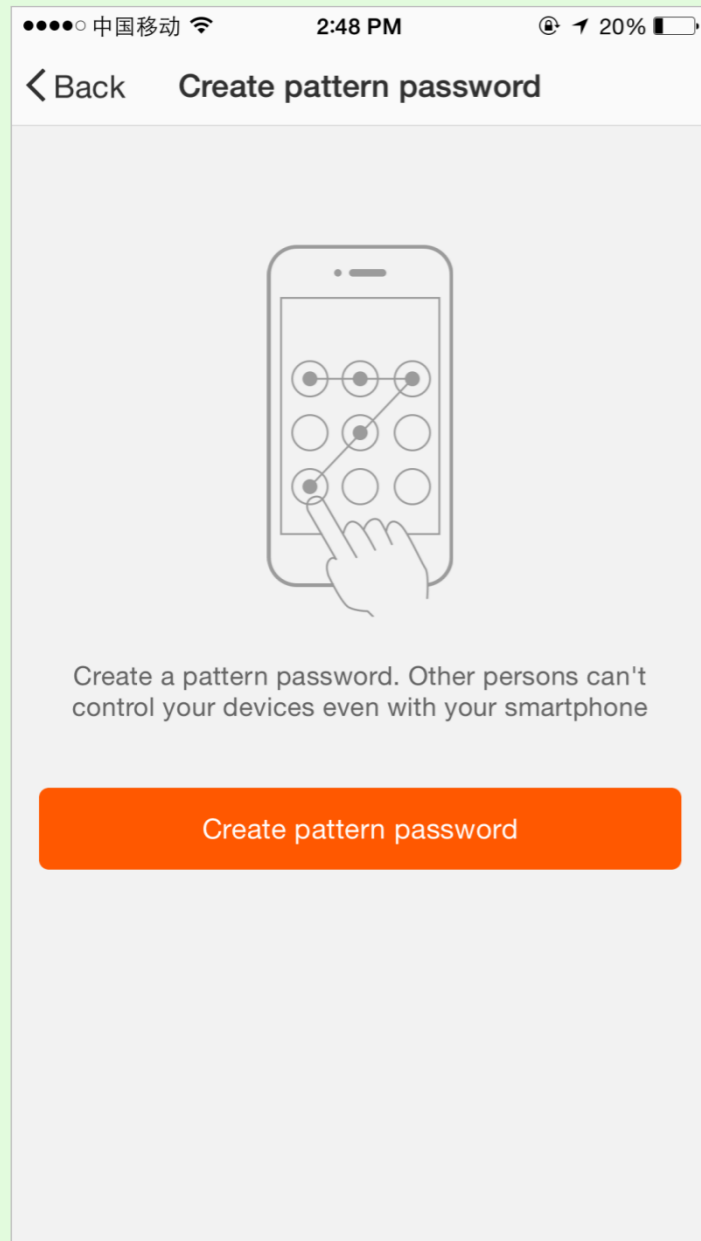 中国移动 2:48 PM 20%
Back Create pattern password
Create a pattern password. Other persons can't
control your devices even with your smartphone
Create pattern password